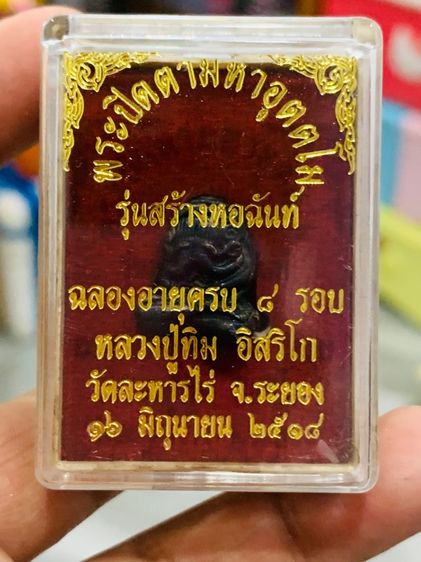 พระปิดตามหาอุตตโม
รุ่นสร้างหอฉันท์
ฉลองอายุครบ ๘ รอบ
หลวงปู่ทิม อิสริโก
วัดละหารไร่ จ.ระยอง
๑๖ มิถุนายน ๒๕๑๘